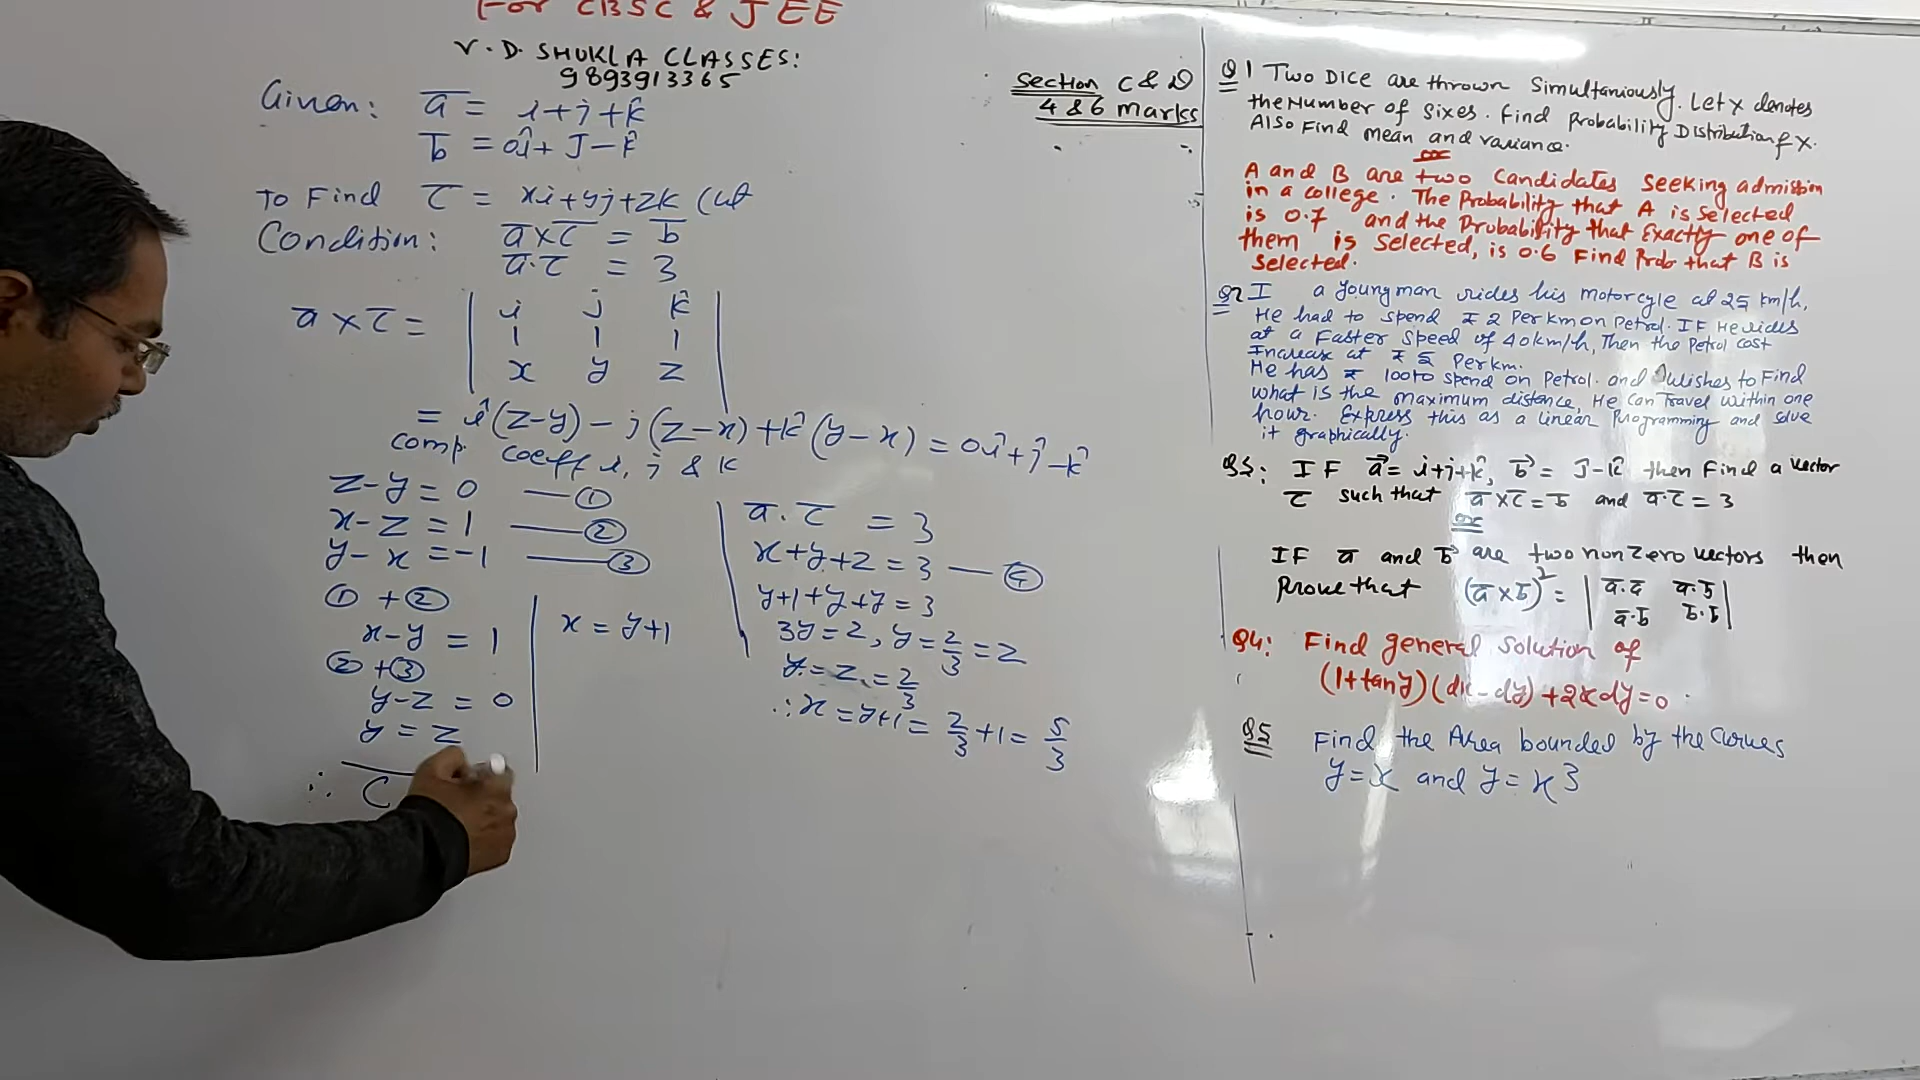 For CBSC & JEE
V.D. SHUKLA CLASSES:
9893913365
Given: a̅ = i+j+k̂
b̅ = 0î+J-k̂
To Find c̅ = xi+yj+zk (let
Condition: a̅×c̅ = b̅
a̅.c̅ = 3
a̅×c̅ = | i j k̂ |
| 1 1 1 |
| x y z |
= î(z-y) - j(z-x)+k̂(y-x) = 0î+ĵ-k̂
comp. coeff i, j & k
z-y = 0 — ①
x-z = 1 — ②
y-x = -1 — ③
① + ②
x-y = 1
② + ③
y-z = 0
y = z
∴ C
x = y+1
a̅.c̅ = 3
x+y+z = 3 — ④
y+1+y+y = 3
3y = 2, y = 2/3 = z
y = z = 2/3
∴ x = y+1 = 2/3 + 1 = 5/3
Section C & D
4 & 6 marks
Q1 Two DICE are thrown Simultaniously. Let x denotes
the Number of Sixes. Find Probability Distribution of X.
Also Find mean and variance.
or
A and B are two candidates seeking admission
in a college. The Probability that A is selected
is 0.7 and the Probability that Exactly one of
them is selected, is 0.6 Find Prob that B is
selected.
Q2 I a young man rides his motorcyle at 25 km/h,
He had to spend ₹ 2 Per km on Petrol. IF He rides
at a Faster Speed of 40km/h, Then the Petrol cost
Increase at ₹ 5 Per km.
He has ₹ 100 to spend on Petrol. and wishes to Find
what is the maximum distance, He can Travel within one
hour. Express this as a linear Programming and solve
it graphically.
Q3: IF a⃗ = i+j+k̂, b⃗ = J-k̂ then Find a vector
c̅ such that a̅×c̅ = b̅ and a̅.c̅ = 3
or
IF a̅ and b̅ are two non Zero vectors then
Prove that (a̅×b̅)² = | a̅.a̅ a̅.b̅ |
| a̅.b̅ b̅.b̅ |
Q4: Find general Solution of
(1+tany)(dx-dy)+2xdy=0
Q5 Find the Area bounded by the Curves
y=x and y=x3